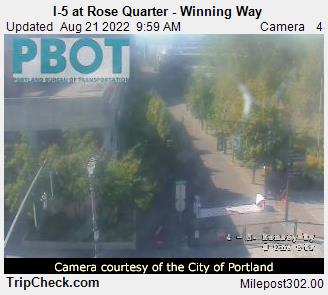 I-5 at Rose Quarter - Winning Way
Updated Aug 21 2022 9:59 AM Camera 4
PBOT
PORTLAND BUREAU OF TRANSPORTATION
4 - N.
Camera courtesy of the City of Portland
TripCheck.com Milepost302.00